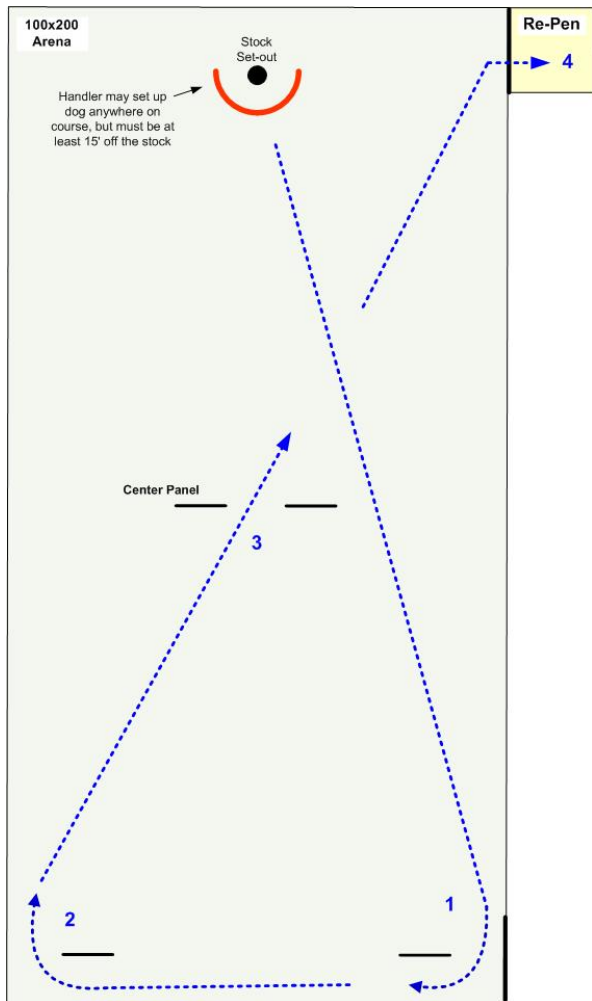 100x200
Arena
Stock
Set-out
Re-Pen
4
Handler may set up
dog anywhere on
course, but must be at
least 15' off the stock
Center Panel
3
2
1